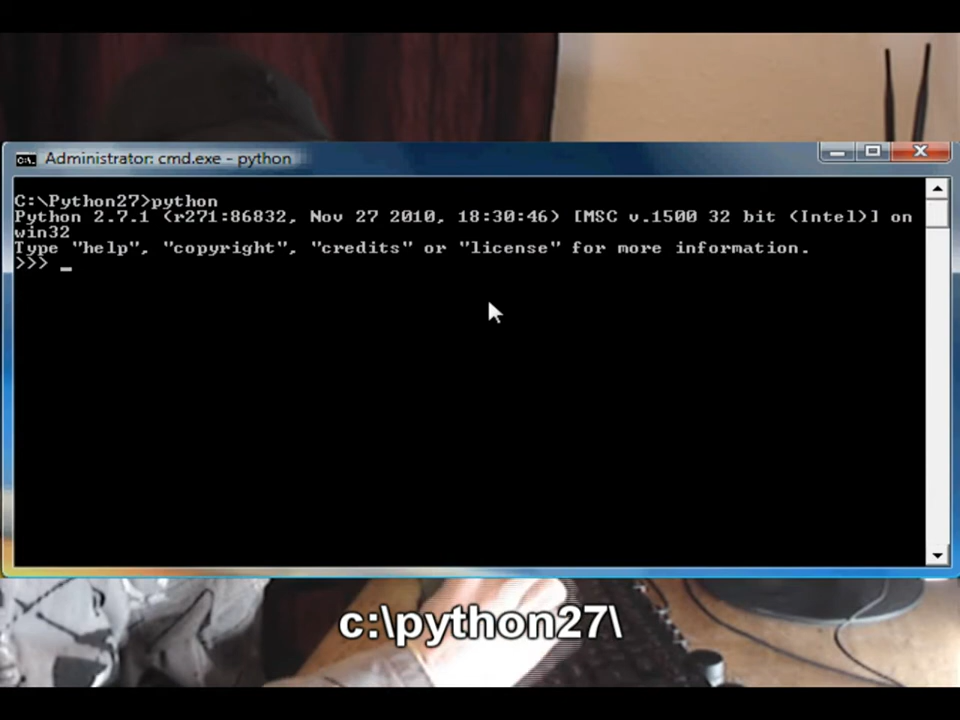 Administrator: cmd.exe - python
C:\Python27>python
Python 2.7.1 (r271:86832, Nov 27 2010, 18:30:46) [MSC v.1500 32 bit (Intel)] on
win32
Type "help", "copyright", "credits" or "license" for more information.
>>> _
c:\python27\